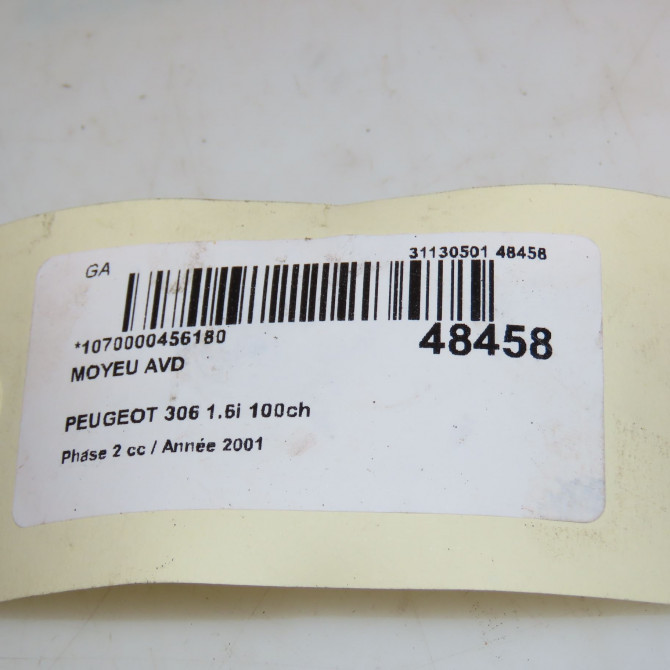 GA
31130501 48458
*1070000456180
48458
MOYEU AVD
PEUGEOT 306 1.6i 100ch
Phase 2 cc / Année 2001